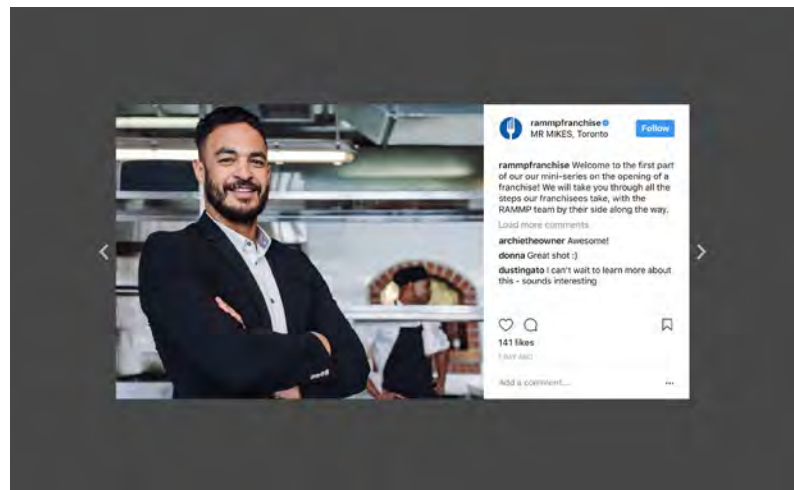 rammpfranchise
MR MIKES, Toronto
Follow
rammpfranchise Welcome to the first part
of our our mini-series on the opening of a
franchise! We will take you through all the
steps our franchisees take, with the
RAMMP team by their side along the way.
Load more comments
archietheowner Awesome!
donna Great shot :)
dustingato I can't wait to learn more about
this - sounds interesting
141 likes
1 DAY AGO
Add a comment...